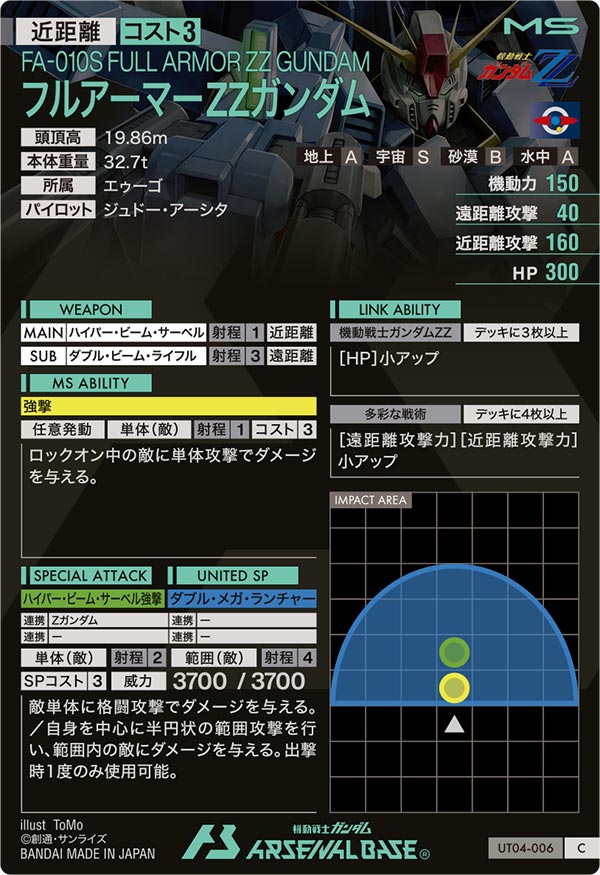 近距離 コスト3 MS
FA-010S FULL ARMOR ZZ GUNDAM
フルアーマーZZガンダム
機動戦士
ガンダムZZ
頭頂高 19.86m
本体重量 32.7t
所属 エゥーゴ
パイロット ジュドー・アーシタ
地上 A 宇宙 S 砂漠 B 水中 A
機動力 150
遠距離攻撃 40
近距離攻撃 160
HP 300
WEAPON
MAIN ハイパー・ビーム・サーベル 射程 1 近距離
SUB ダブル・ビーム・ライフル 射程 3 遠距離
MS ABILITY
強撃
任意発動 単体(敵) 射程 1 コスト 3
ロックオン中の敵に単体攻撃でダメージ
を与える。
LINK ABILITY
機動戦士ガンダムZZ デッキに3枚以上
[HP]小アップ
多彩な戦術 デッキに4枚以上
[遠距離攻撃力][近距離攻撃力]
小アップ
IMPACT AREA
SPECIAL ATTACK UNITED SP
ハイパー・ビーム・サーベル強撃 ダブル・メガ・ランチャー
連携 Zガンダム 連携 ー
連携 ー 連携 ー
単体(敵) 射程 2 範囲(敵) 射程 4
SPコスト 3 威力 3700 / 3700
敵単体に格闘攻撃でダメージを与える。
/自身を中心に半円状の範囲攻撃を行
い、範囲内の敵にダメージを与える。出撃
時1度のみ使用可能。
illust ToMo
©創通・サンライズ
BANDAI MADE IN JAPAN
機動戦士ガンダム
ARSENAL BASE®
UT04-006 C